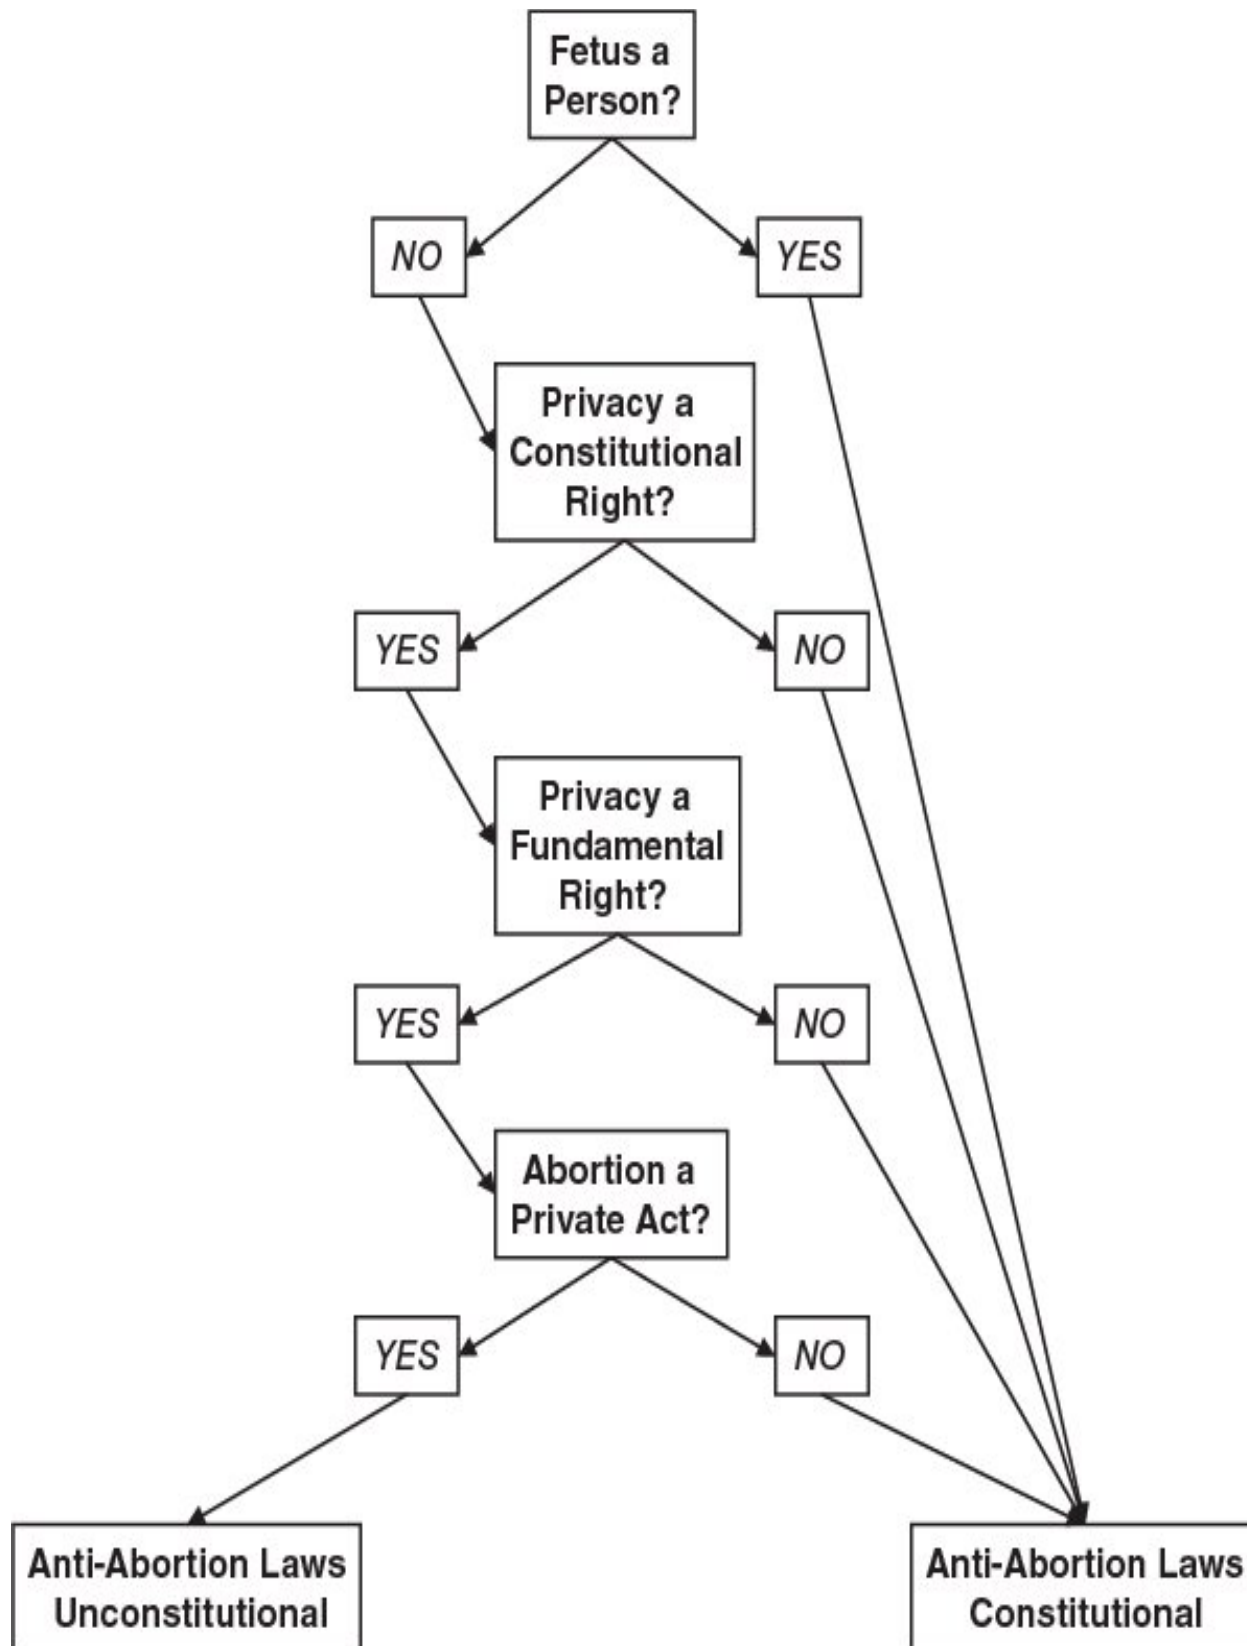 Fetus a
Person?
NO
YES
Privacy a
Constitutional
Right?
YES
NO
Privacy a
Fundamental
Right?
YES
NO
Abortion a
Private Act?
YES
NO
Anti-Abortion Laws
Unconstitutional
Anti-Abortion Laws
Constitutional